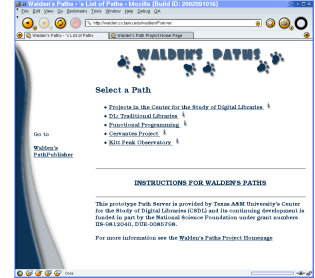 Walden's Paths - 's List of Paths - Mozilla {Build ID: 2002091016}
File Edit View Go Bookmarks Tools Window Help Debug QA
http://walden.cs.tamu.edu/walden/Pserver
Walden's Paths - 's List of Paths
Walden's Path Project Home Page
WALDEN'S PATHS
Select a Path
Projects in the Center for the Study of Digital Libraries
DL: Traditional Libraries
Functional Programming
Cervantes Project
Kitt Peak Observatory
Go to
Walden's
PathPublisher
INSTRUCTIONS FOR WALDEN'S PATHS
This prototype Path Server is provided by Texas A&M University's Center
for the Study of Digital Libraries (CSDL) and its continuing development is
funded in part by the National Science Foundation under grant numbers
IIS-9812040, DUE-0085798.
For more information see the Walden's Paths Project Homepage
Done